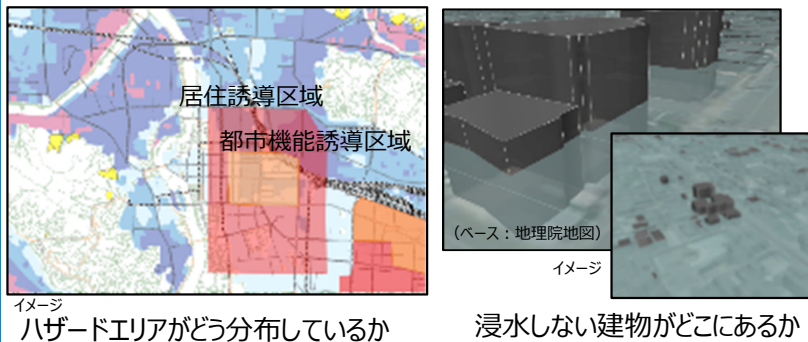 居住誘導区域
都市機能誘導区域
イメージ
ハザードエリアがどう分布しているか
（ベース：地理院地図）
イメージ
浸水しない建物がどこにあるか